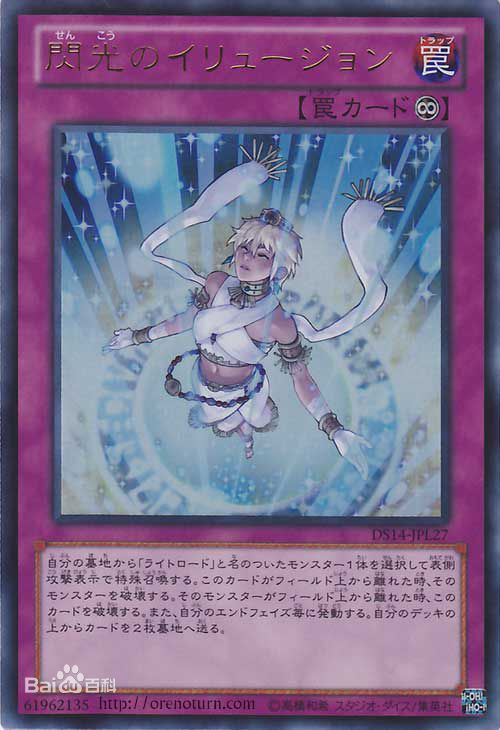 閃光のイリュージョン
罠
【罠カード】
DS14-JPL27
自分の墓地から「ライトロード」と名のついたモンスター1体を選択して表側
攻撃表示で特殊召喚する。このカードがフィールド上から離れた時、その
モンスターを破壊する。そのモンスターがフィールド上から離れた時、この
カードを破壊する。また、自分のエンドフェイズ毎に発動する。自分のデッキ
の上からカードを2枚墓地へ送る。
Bai百科
61962135 http://orenoturn.com/ ©高橋和希 スタジオ・ダイス/集英社